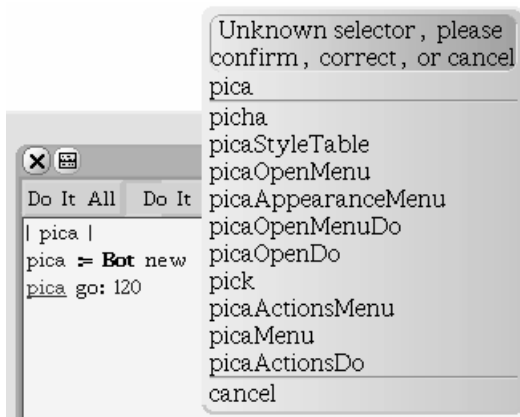 Unknown selector, please
confirm, correct, or cancel
pica
picha
picaStyleTable
picaOpenMenu
picaAppearanceMenu
picaOpenMenuDo
picaOpenDo
pick
picaActionsMenu
picaMenu
picaActionsDo
cancel
Do It All Do It
| pica |
pica := Bot new
pica go: 120